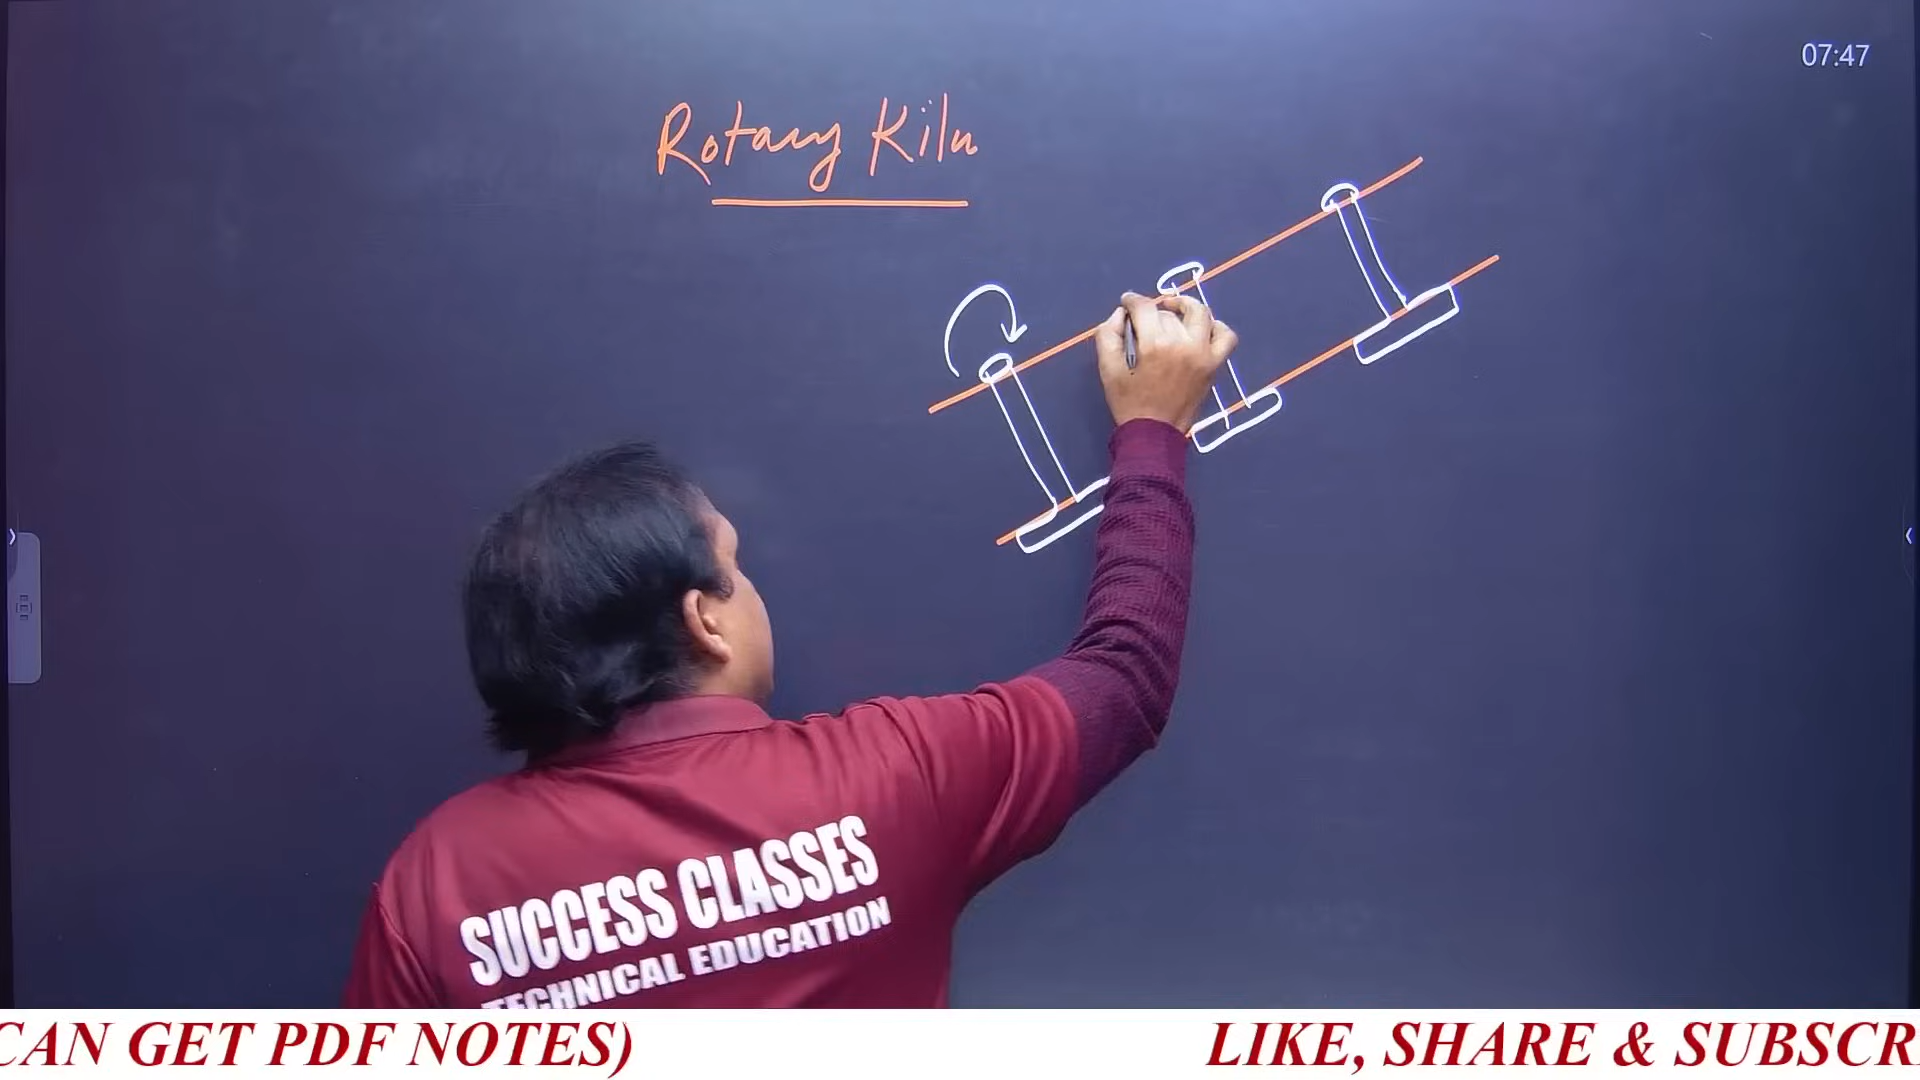 07:47
Rotary Kiln
SUCCESS CLASSES
TECHNICAL EDUCATION
CAN GET PDF NOTES) LIKE, SHARE & SUBSCR